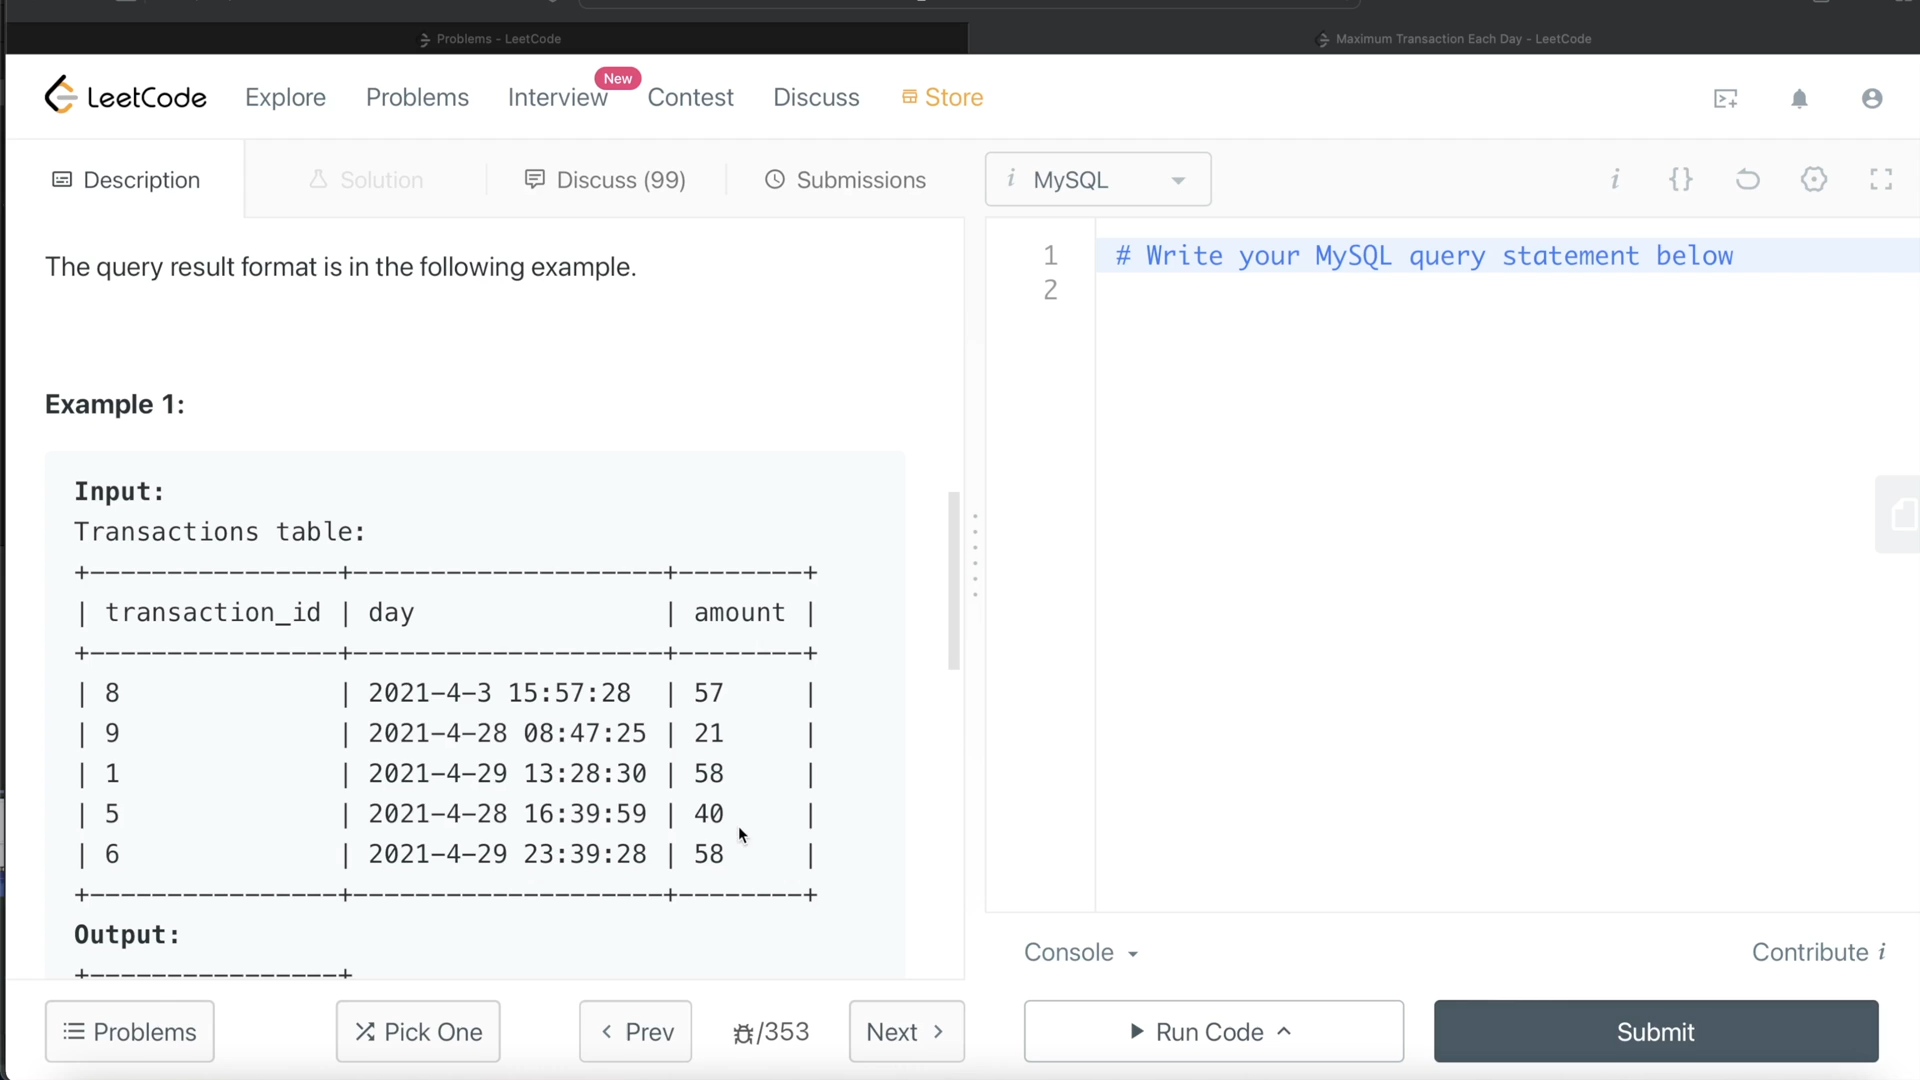 Problems - LeetCode
Maximum Transaction Each Day - LeetCode
LeetCode
Explore
Problems
Interview
New
Contest
Discuss
Store
Description
Solution
Discuss (99)
Submissions
i MySQL
i {}
The query result format is in the following example.
Example 1:
Input:
Transactions table:
+----------------+--------------------+--------+
| transaction_id | day                | amount |
+----------------+--------------------+--------+
| 8              | 2021-4-3 15:57:28  | 57     |
| 9              | 2021-4-28 08:47:25 | 21     |
| 1              | 2021-4-29 13:28:30 | 58     |
| 5              | 2021-4-28 16:39:59 | 40     |
| 6              | 2021-4-29 23:39:28 | 58     |
+----------------+--------------------+--------+
Output:
+----------------+
1 # Write your MySQL query statement below
2
Console
Contribute i
Problems
Pick One
Prev
/353
Next
Run Code
Submit